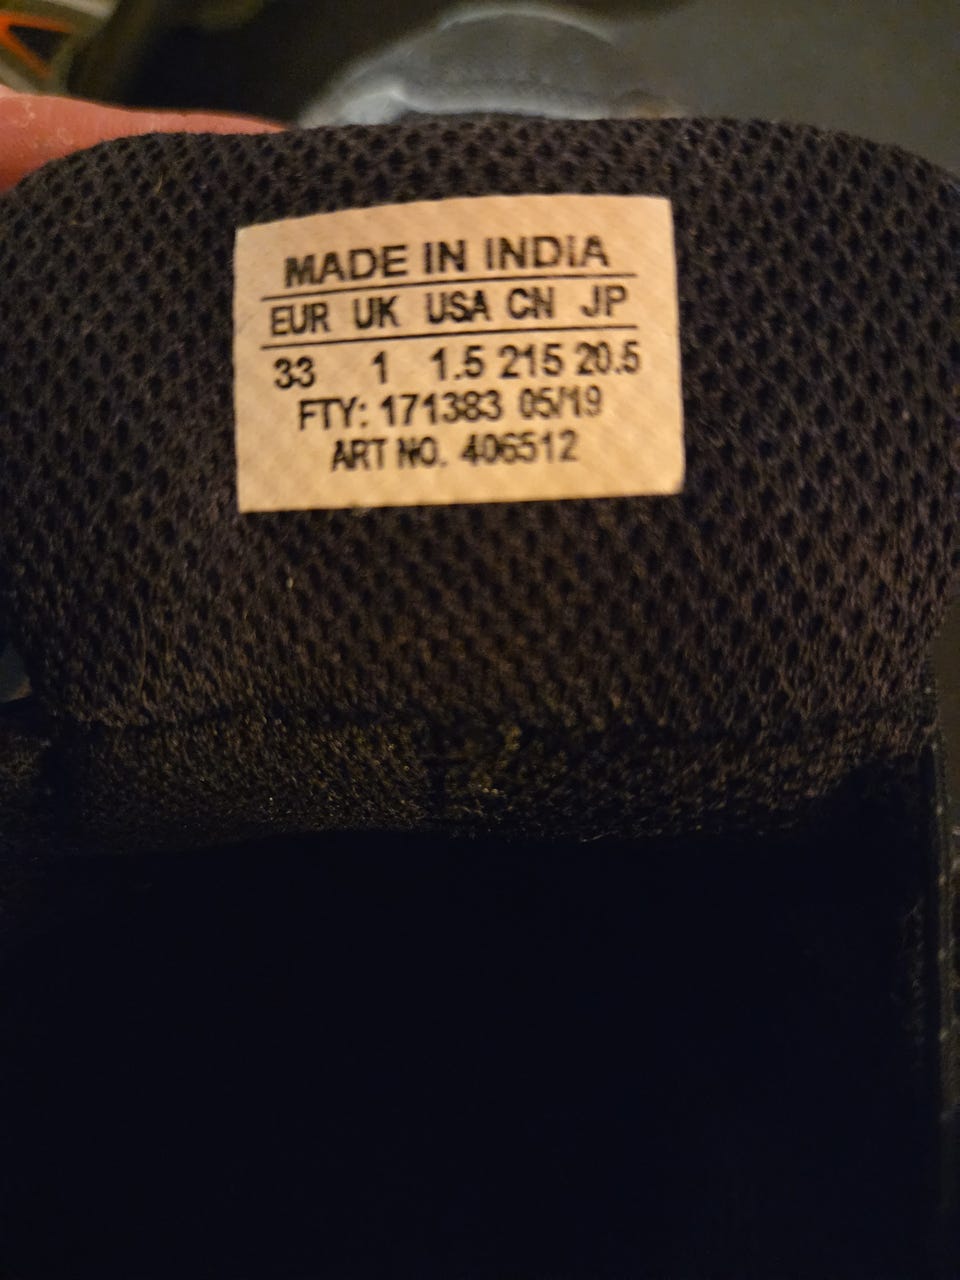 MADE IN INDIA
EUR UK USA CN JP
33 1 1.5 215 20.5
FTY: 171383 05/19
ART NO. 406512